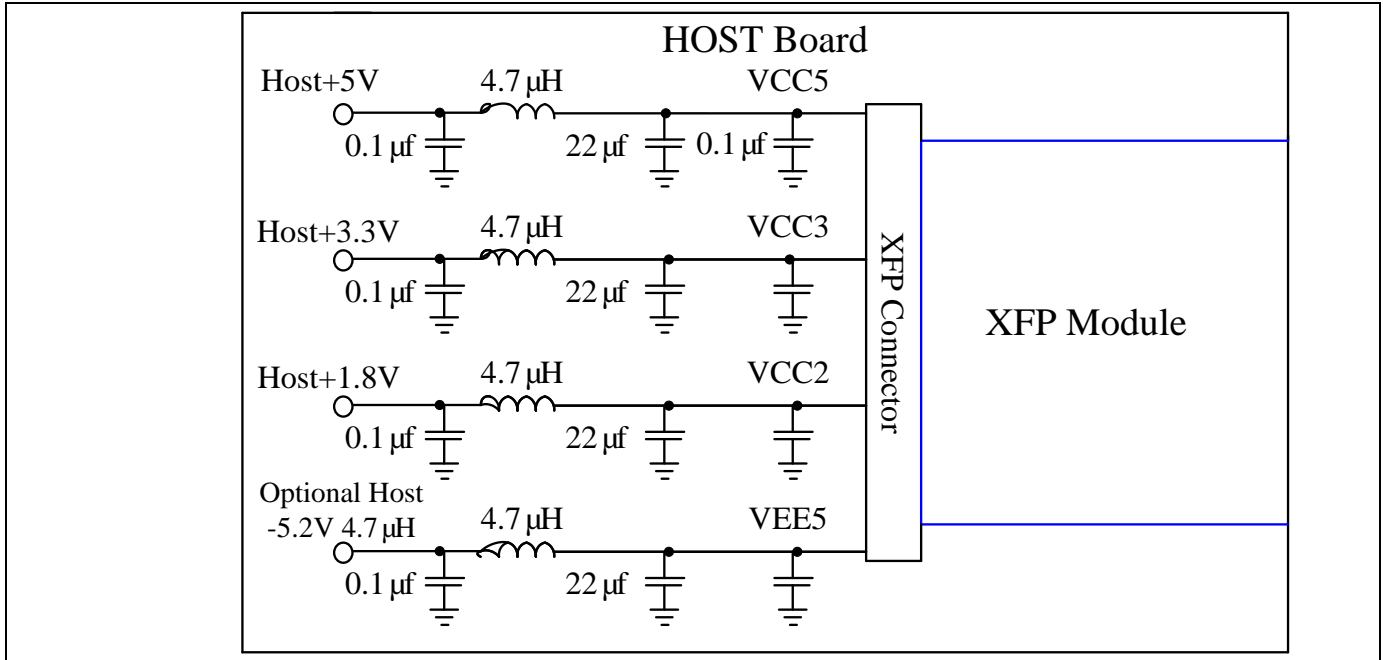 HOST Board
Host+5V 4.7 µH VCC5
0.1 µf 22 µf 0.1 µf
Host+3.3V 4.7 µH VCC3
0.1 µf 22 µf
Host+1.8V 4.7 µH VCC2
0.1 µf 22 µf
Optional Host
-5.2V 4.7 µH 4.7 µH VEE5
0.1 µf 22 µf
XFP Connector
XFP Module